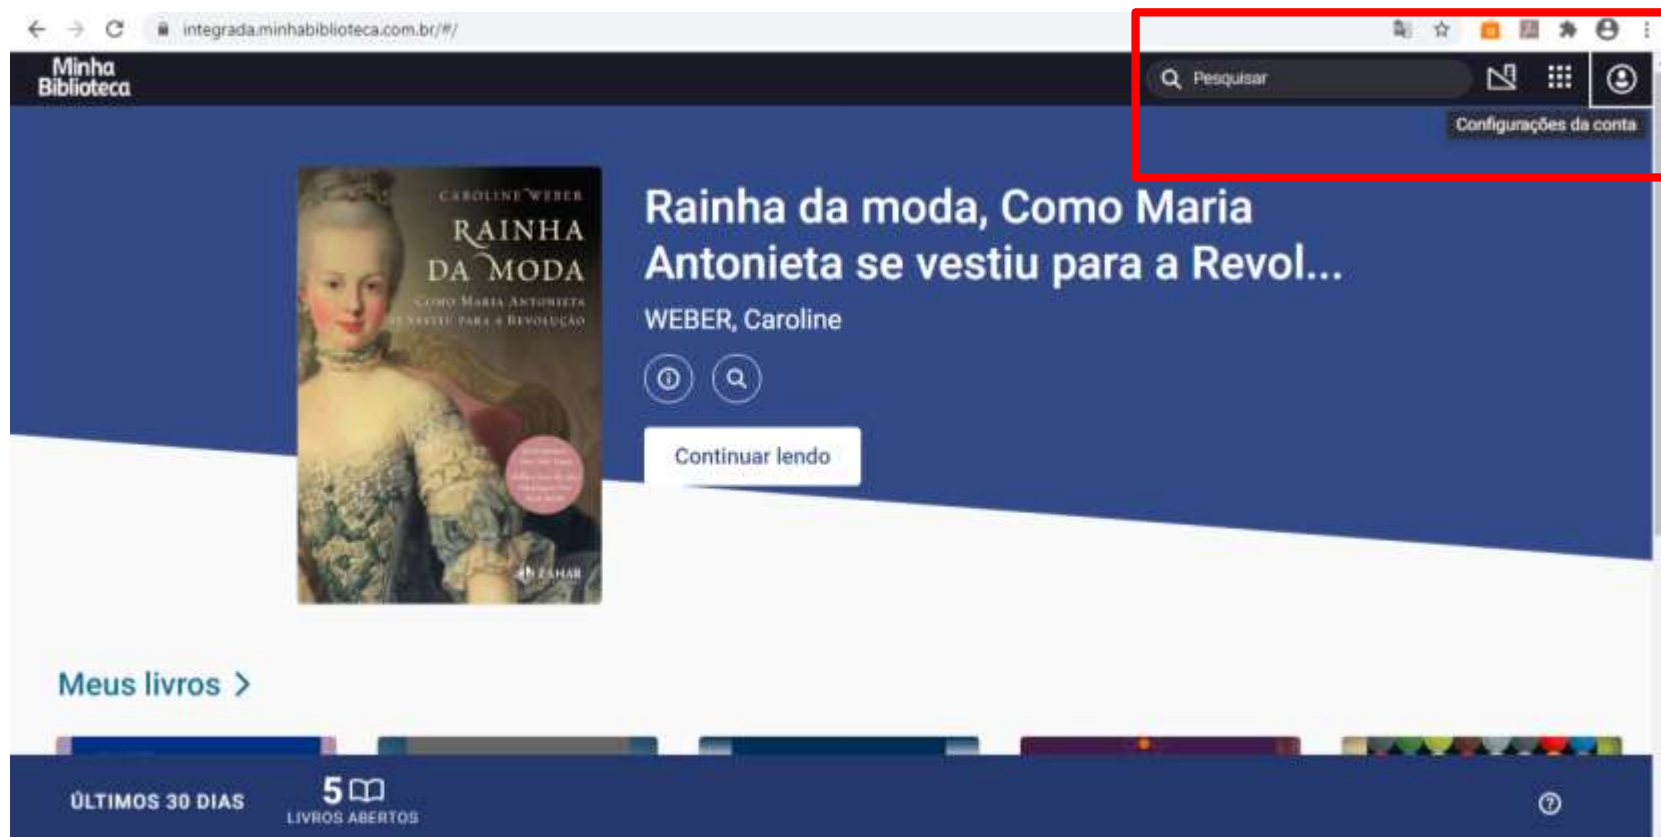 integrada.minhabiblioteca.com.br/#/
Minha
Biblioteca
Pesquisar
Configurações da conta
CAROLINE WEBER
RAINHA
DA MODA
COMO MARIA ANTONIETA
SE VESTIU PARA A REVOLUÇÃO
ZAHAR
Rainha da moda, Como Maria
Antonieta se vestiu para a Revol...
WEBER, Caroline
Continuar lendo
Meus livros >
ÚLTIMOS 30 DIAS
5
LIVROS ABERTOS